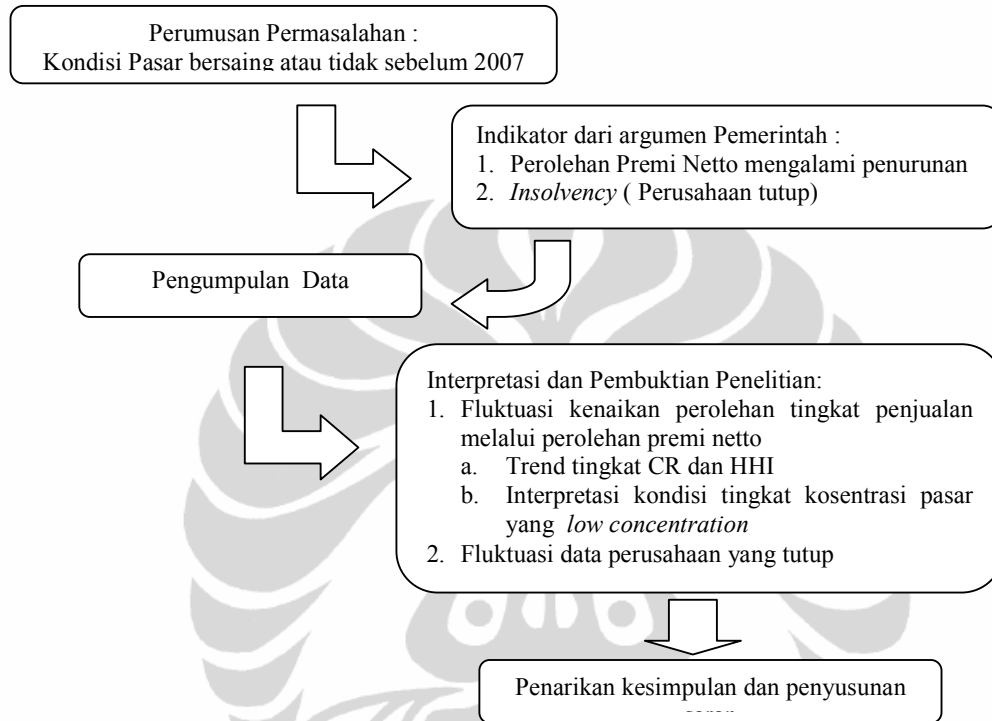 Perumusan Permasalahan :
Kondisi Pasar bersaing atau tidak sebelum 2007
Indikator dari argumen Pemerintah :
1. Perolehan Premi Netto mengalami penurunan
2. Insolvency ( Perusahaan tutup)
Pengumpulan Data
Interpretasi dan Pembuktian Penelitian:
1. Fluktuasi kenaikan perolehan tingkat penjualan
melalui perolehan premi netto
a. Trend tingkat CR dan HHI
b. Interpretasi kondisi tingkat kosentrasi pasar
yang low concentration
2. Fluktuasi data perusahaan yang tutup
Penarikan kesimpulan dan penyusunan